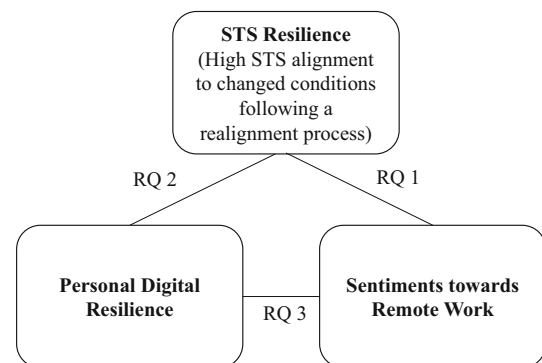 STS Resilience
(High STS alignment
to changed conditions
following a
realignment process)
RQ 2
RQ 1
Personal Digital
Resilience
Sentiments towards
Remote Work
RQ 3